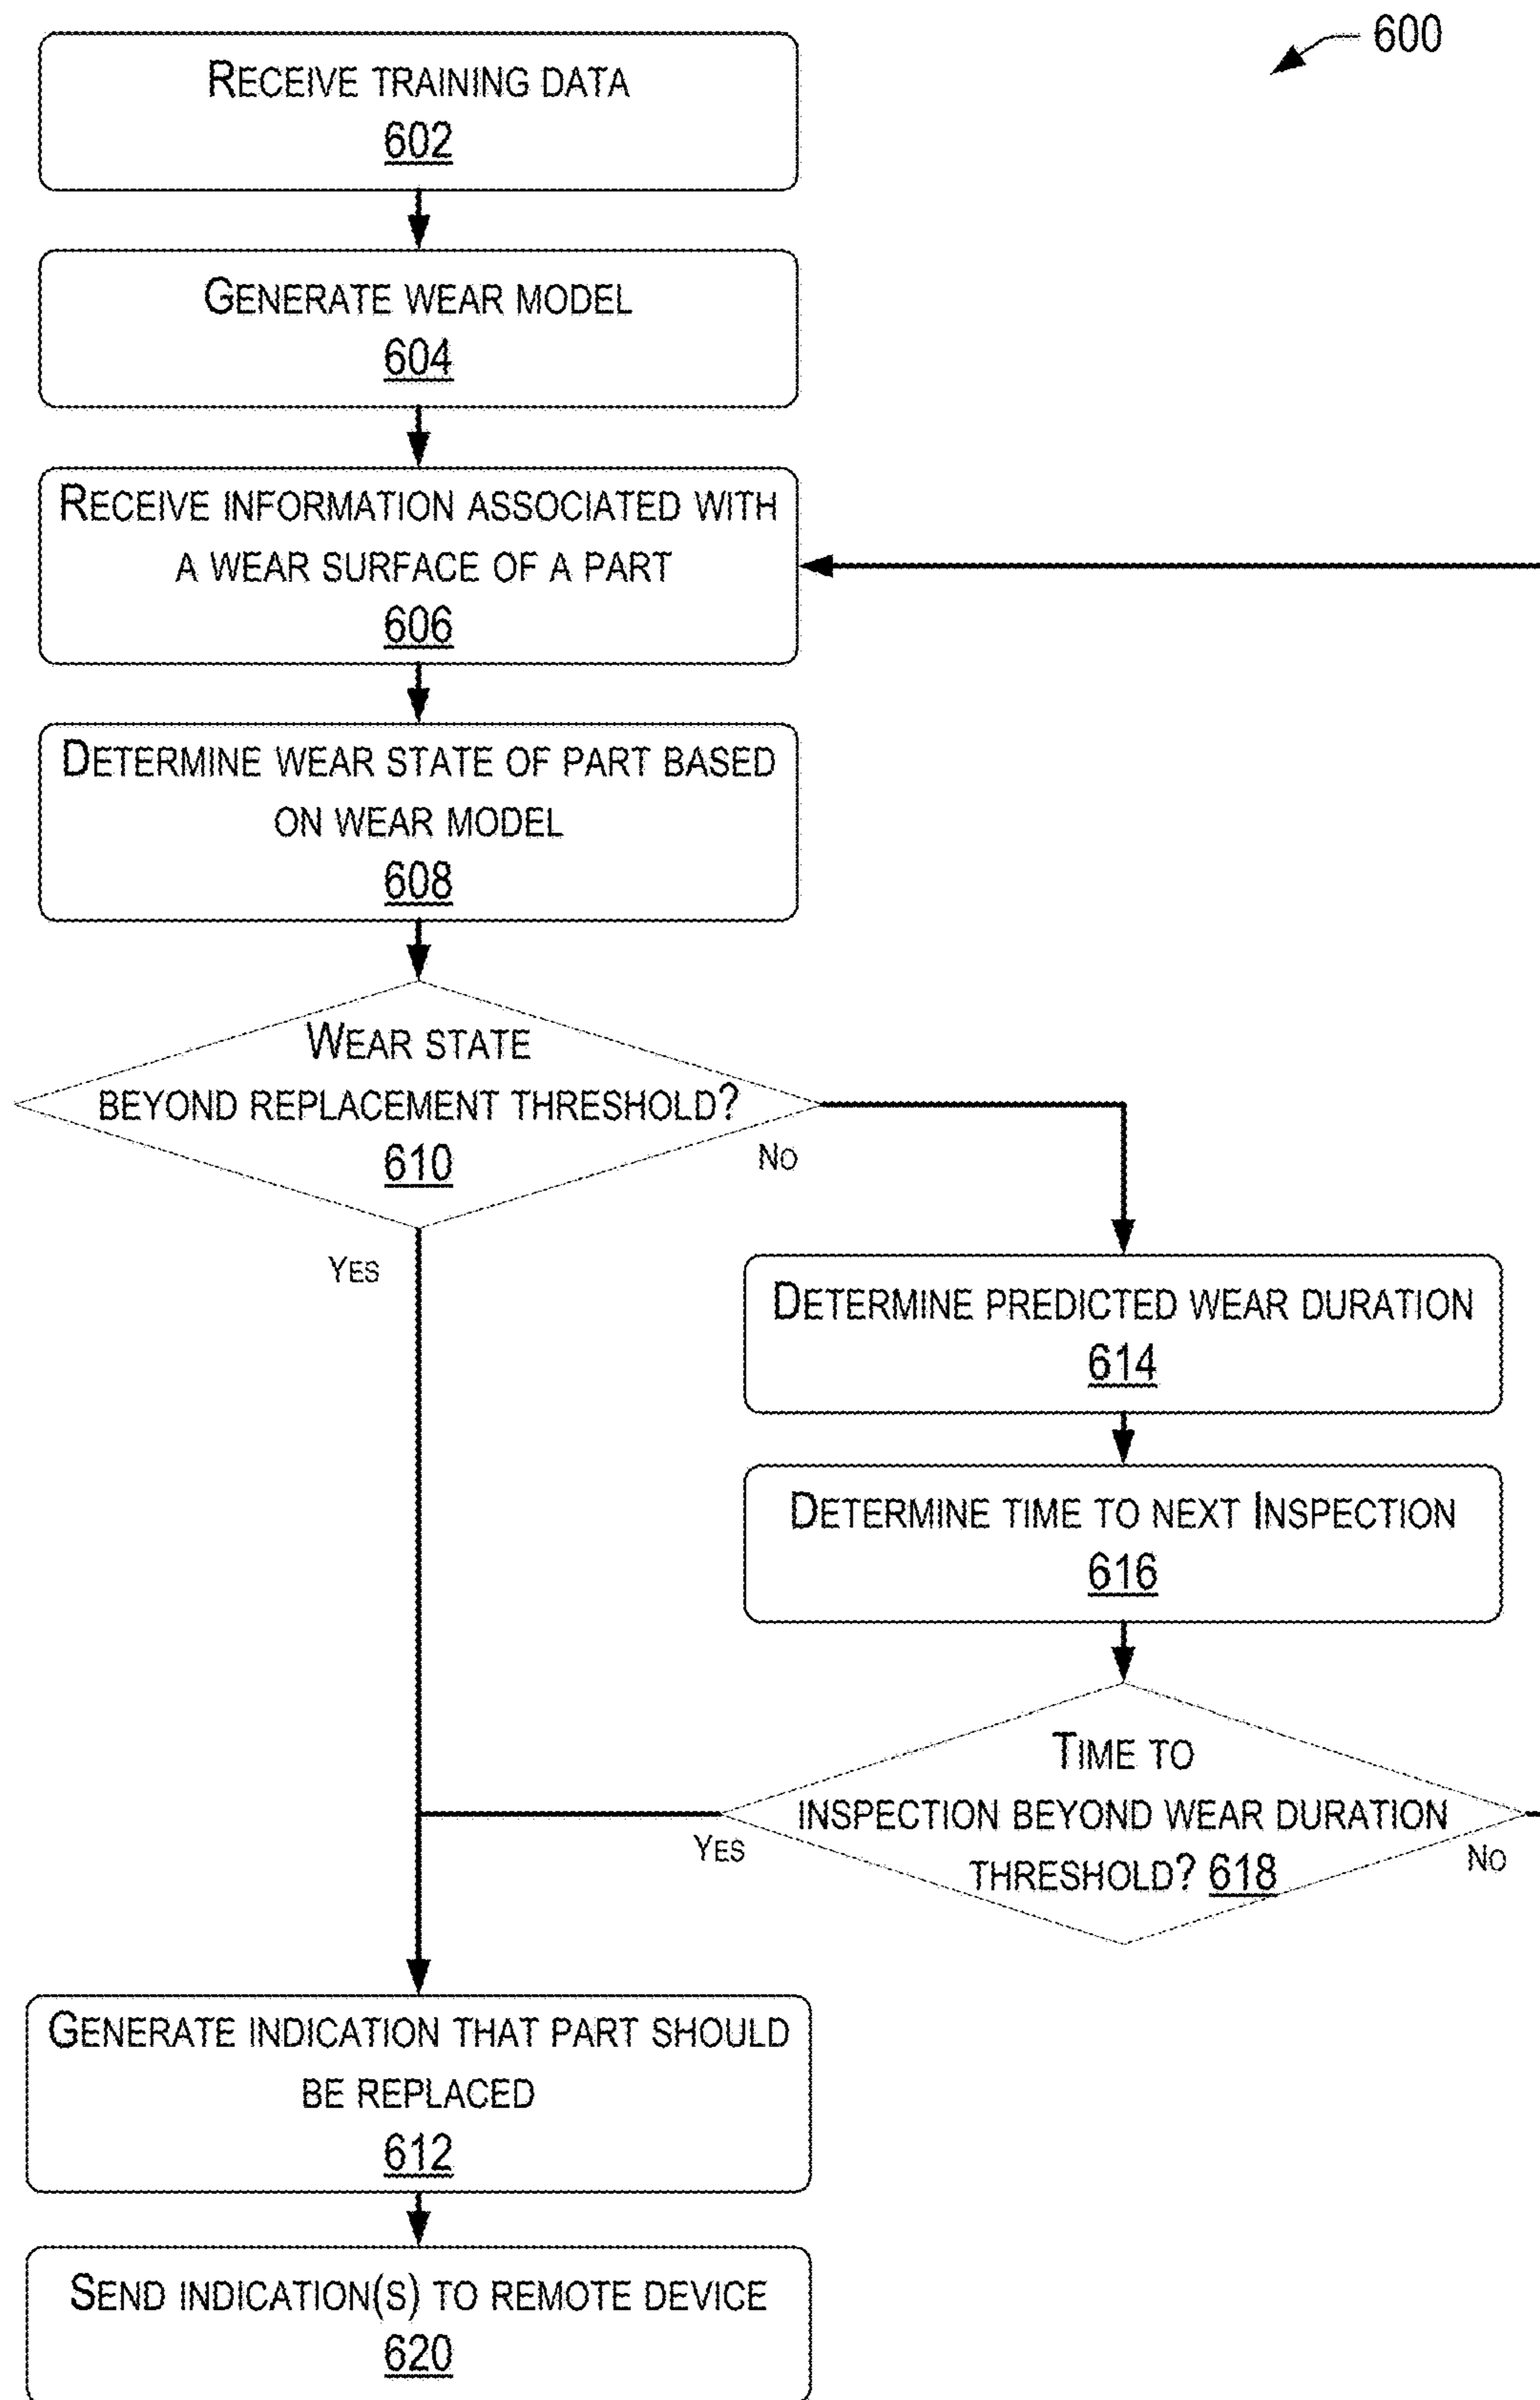 600
RECEIVE TRAINING DATA
602
GENERATE WEAR MODEL
604
RECEIVE INFORMATION ASSOCIATED WITH
A WEAR SURFACE OF A PART
606
DETERMINE WEAR STATE OF PART BASED
ON WEAR MODEL
608
WEAR STATE
BEYOND REPLACEMENT THRESHOLD?
610
NO
YES
DETERMINE PREDICTED WEAR DURATION
614
DETERMINE TIME TO NEXT INSPECTION
616
TIME TO
INSPECTION BEYOND WEAR DURATION
THRESHOLD? 618
YES
NO
GENERATE INDICATION THAT PART SHOULD
BE REPLACED
612
SEND INDICATION(S) TO REMOTE DEVICE
620